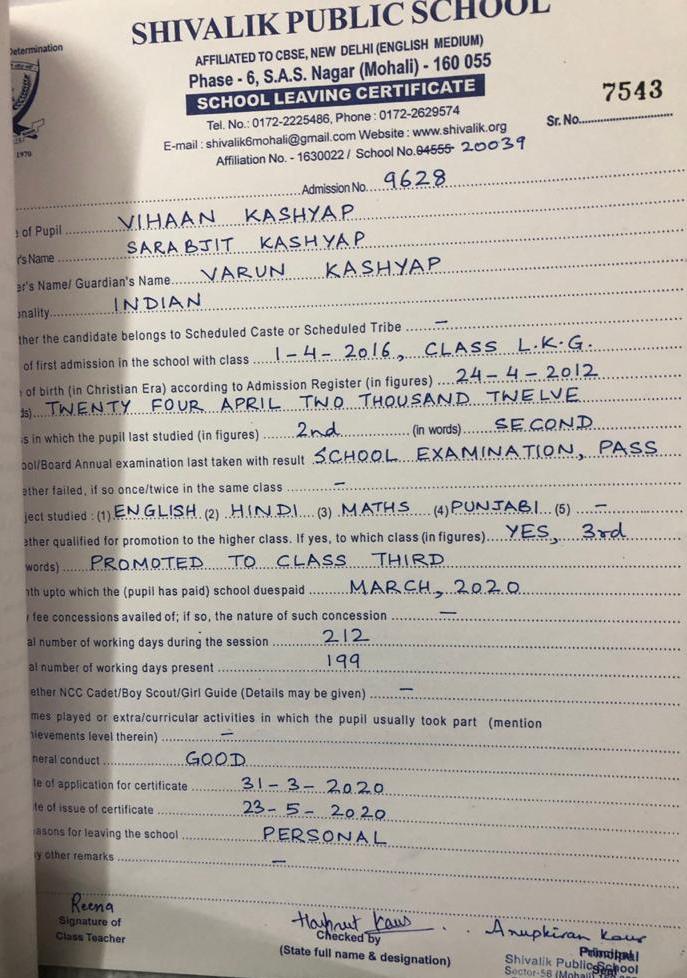 SHIVALIK PUBLIC SCHOOL
Determination
1970
AFFILIATED TO CBSE, NEW DELHI (ENGLISH MEDIUM)
Phase - 6, S.A.S. Nagar (Mohali) - 160 055
SCHOOL LEAVING CERTIFICATE
Tel. No.: 0172-2225486, Phone : 0172-2629574
E-mail : shivalik6mohali@gmail.com Website : www.shivalik.org
Sr. No. 7543
Affiliation No. - 1630022 / School No. 04555 20039
Admission No. 9628
e of Pupil VIHAAN KASHYAP
r's Name SARABJIT KASHYAP
er's Name/ Guardian's Name VARUN KASHYAP
onality INDIAN
ther the candidate belongs to Scheduled Caste or Scheduled Tribe –
of first admission in the school with class 1-4-2016, CLASS L.K.G.
of birth (in Christian Era) according to Admission Register (in figures) 24-4-2012
ds) TWENTY FOUR APRIL TWO THOUSAND TWELVE
s in which the pupil last studied (in figures) 2nd (in words) SECOND
ool/Board Annual examination last taken with result SCHOOL EXAMINATION, PASS
ether failed, if so once/twice in the same class –
ject studied : (1) ENGLISH (2) HINDI (3) MATHS (4) PUNJABI (5) –
ether qualified for promotion to the higher class. If yes, to which class (in figures) YES, 3rd
words) PROMOTED TO CLASS THIRD
nth upto which the (pupil has paid) school duespaid MARCH, 2020
fee concessions availed of; if so, the nature of such concession –
al number of working days during the session 212
al number of working days present 199
ether NCC Cadet/Boy Scout/Girl Guide (Details may be given) –
mes played or extra/curricular activities in which the pupil usually took part (mention
hievements level therein) –
neral conduct GOOD
te of application for certificate 31-3-2020
te of issue of certificate 23-5-2020
asons for leaving the school PERSONAL
y other remarks –
Reena
Signature of
Class Teacher
Kaur
Checked by
(State full name & designation)
Anupkiran Kaur
Principal
Shivalik Public School
Sector-56 (Mohali)